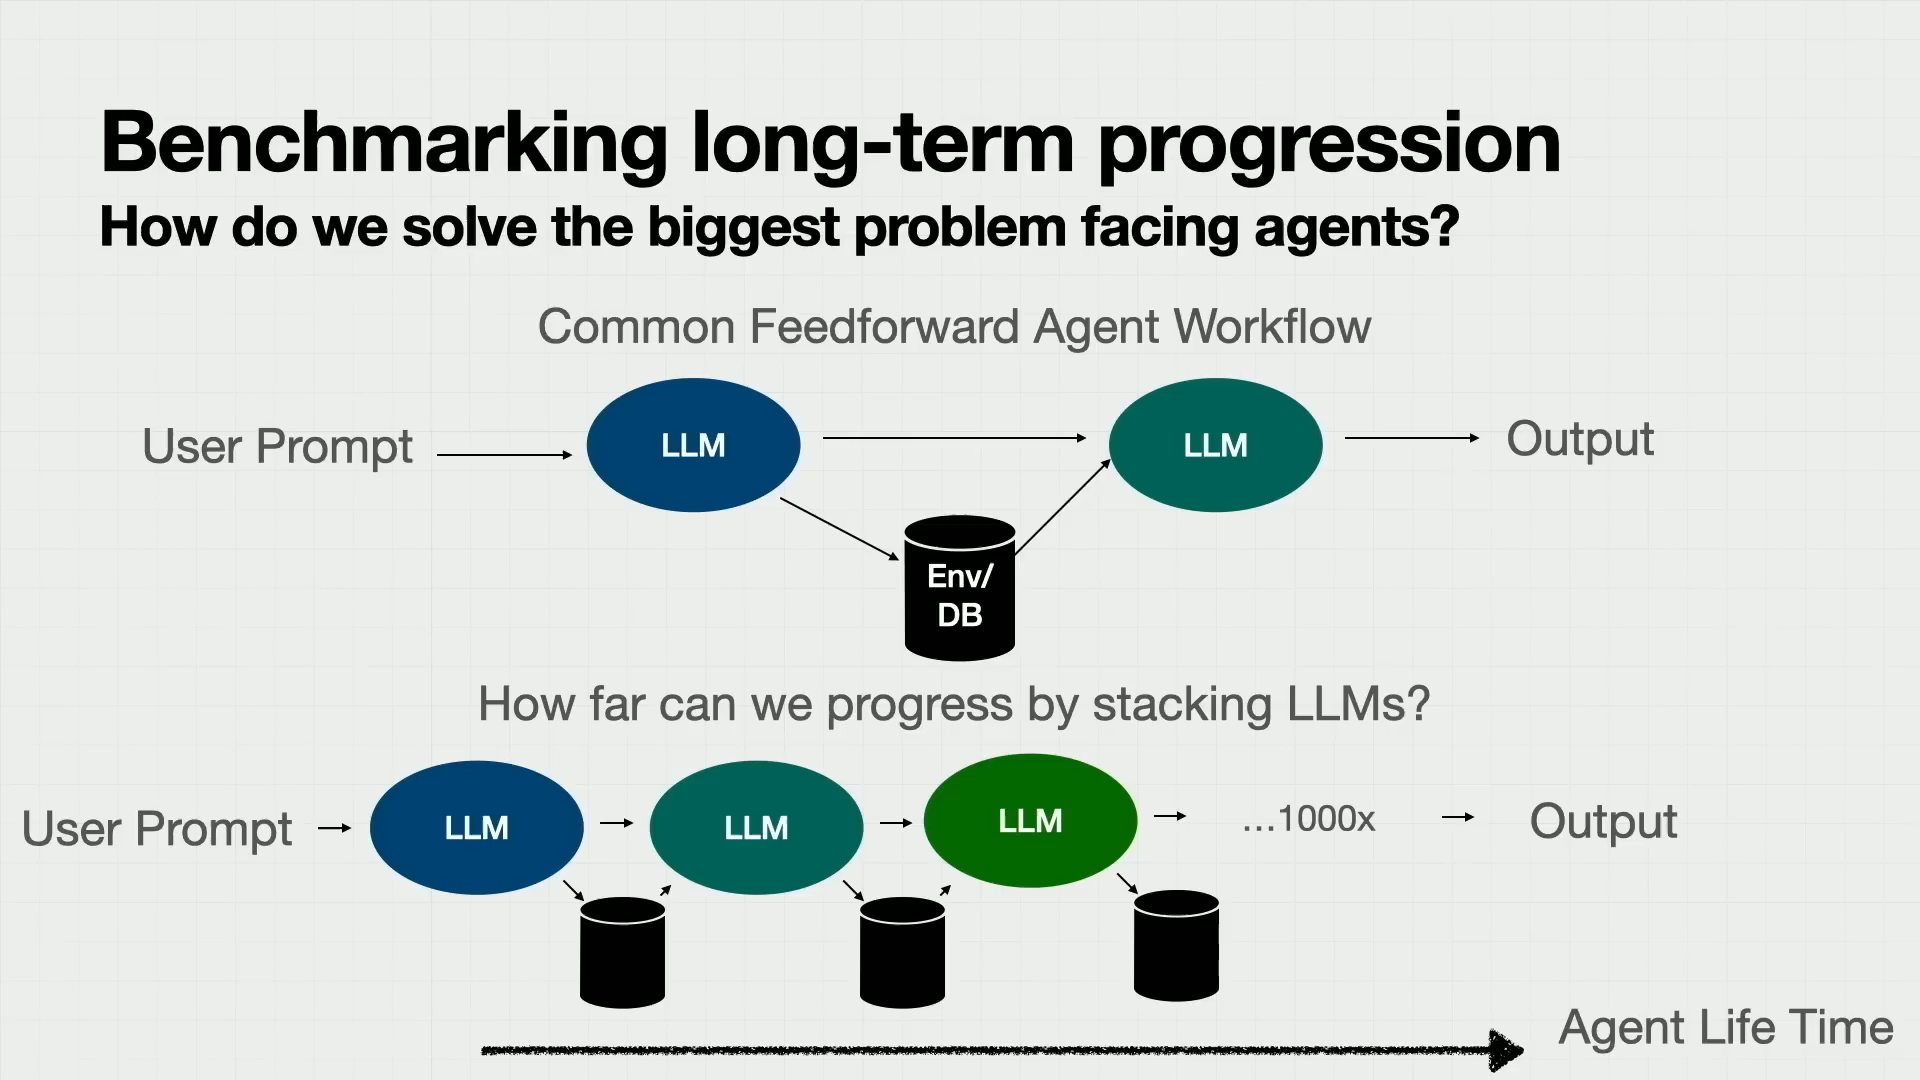 Benchmarking long-term progression
How do we solve the biggest problem facing agents?
Common Feedforward Agent Workflow
User Prompt
LLM
LLM
Output
Env/
DB
How far can we progress by stacking LLMs?
User Prompt
LLM
LLM
LLM
...1000x
Output
Agent Life Time